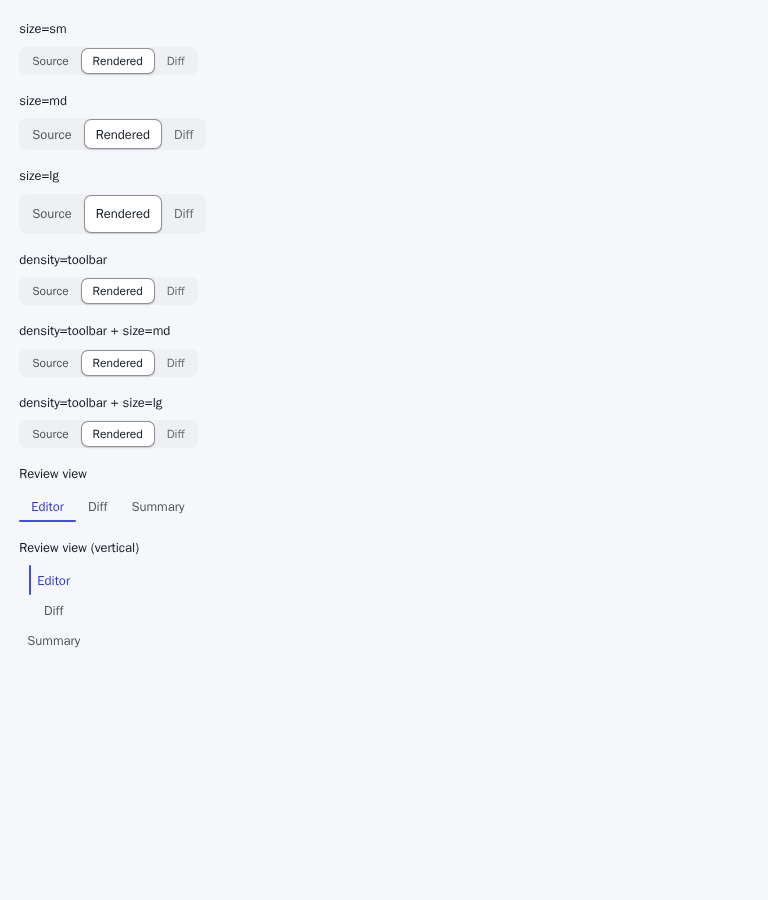 size=sm
Source Rendered Diff
size=md
Source Rendered Diff
size=lg
Source Rendered Diff
density=toolbar
Source Rendered Diff
density=toolbar + size=md
Source Rendered Diff
density=toolbar + size=lg
Source Rendered Diff
Review view
Editor Diff Summary
Review view (vertical)
Editor
Diff
Summary